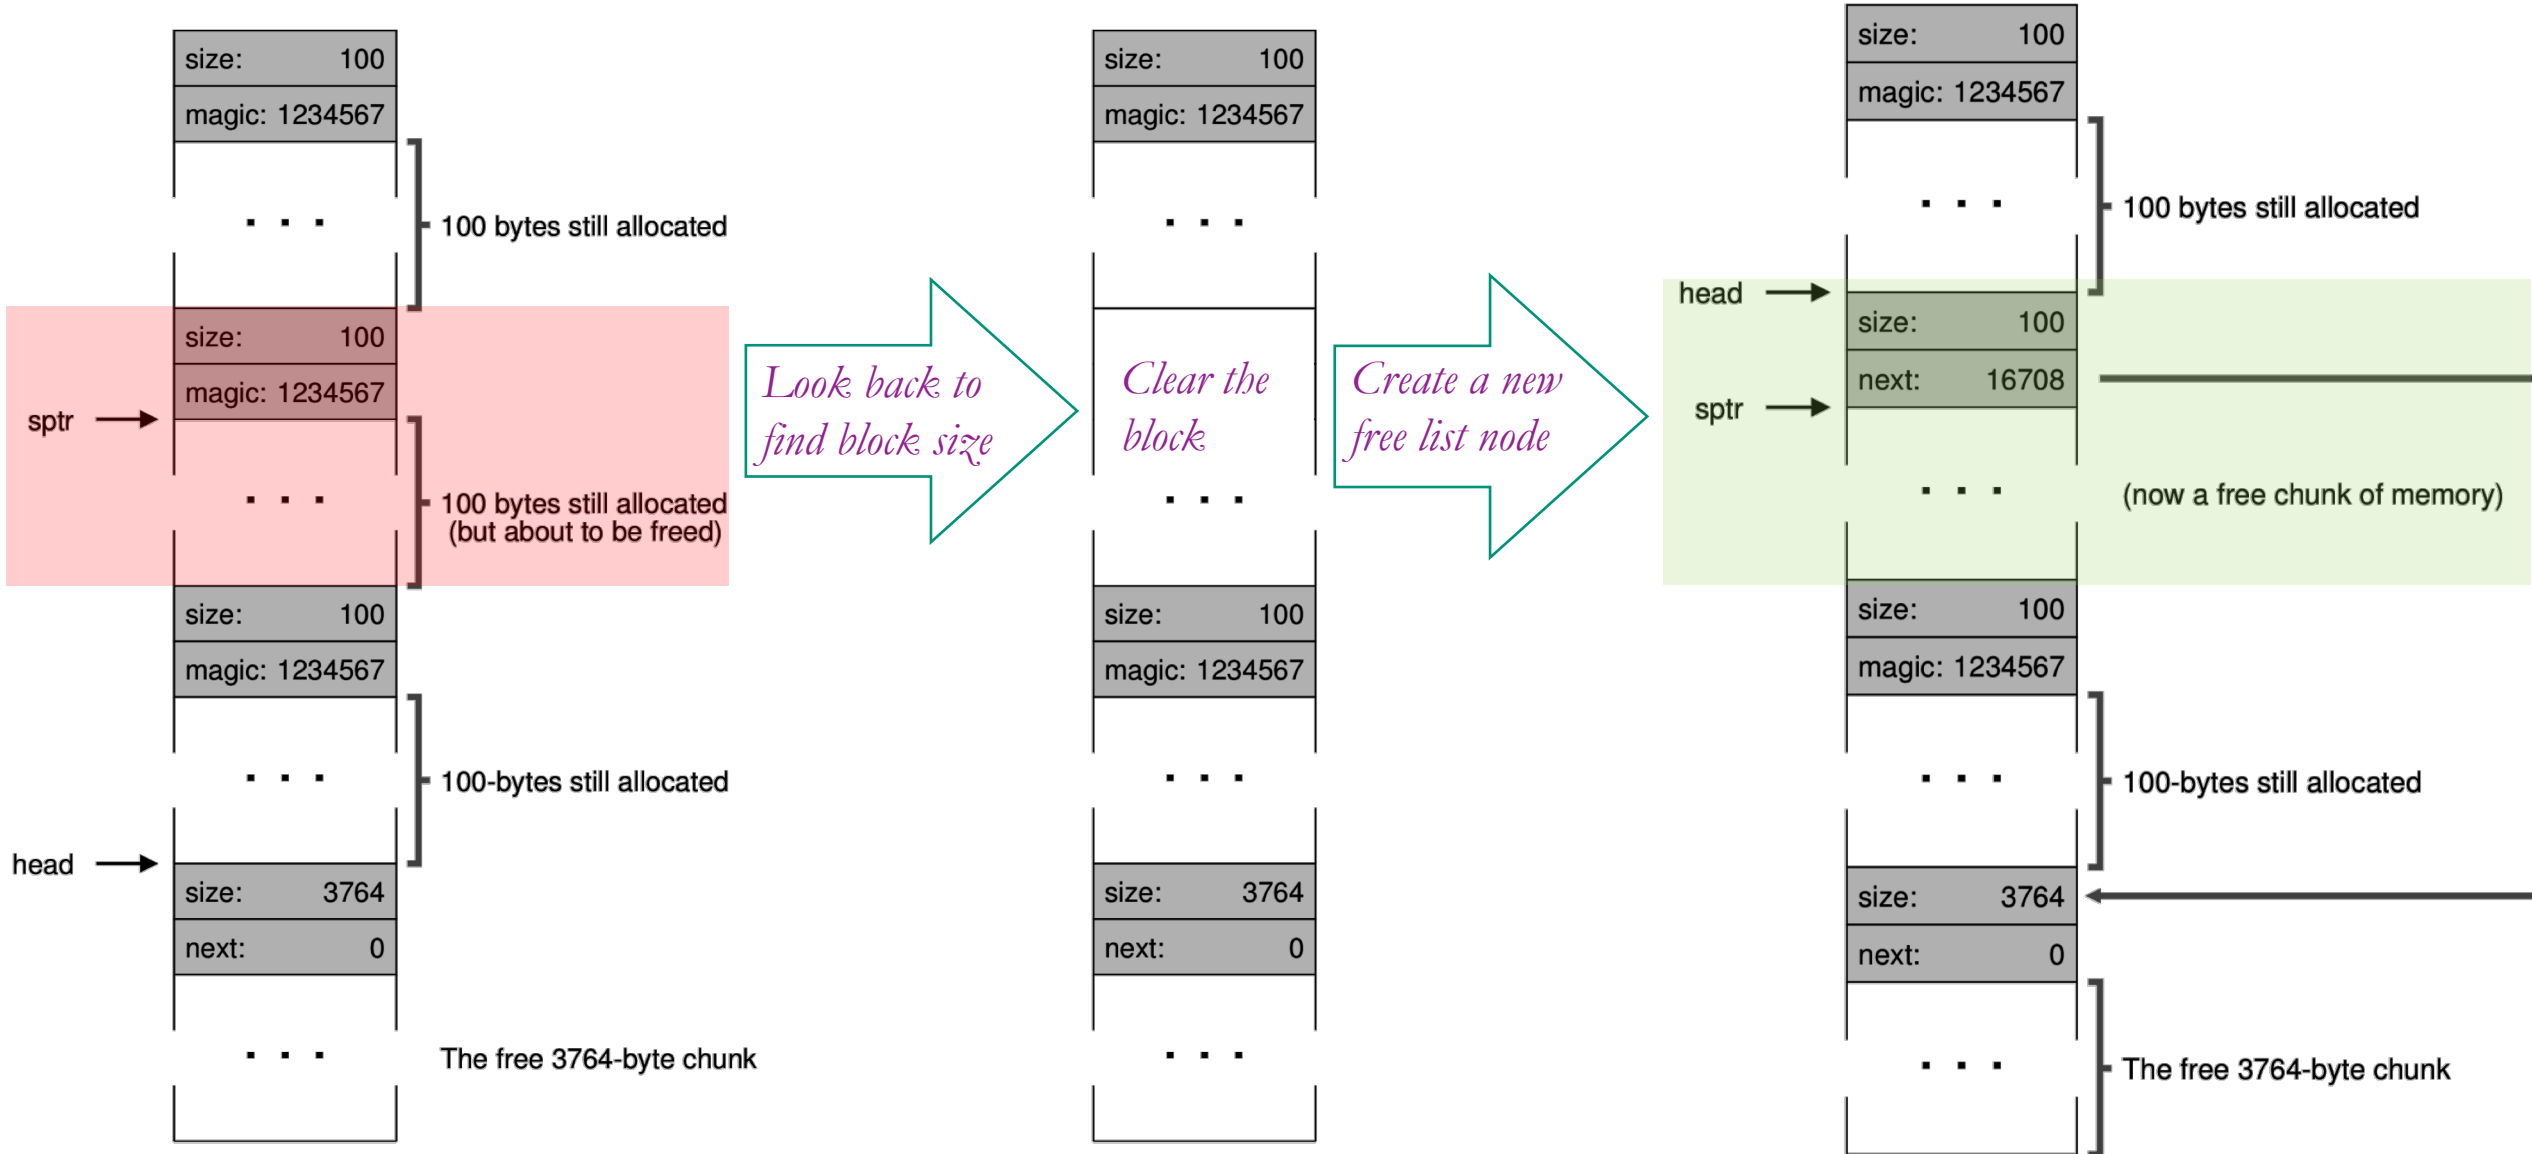 size: 100
magic: 1234567
. . .
100 bytes still allocated
size: 100
magic: 1234567
sptr
. . .
100 bytes still allocated
(but about to be freed)
size: 100
magic: 1234567
. . .
100-bytes still allocated
head
size: 3764
next: 0
. . .
The free 3764-byte chunk
Look back to
find block size
size: 100
magic: 1234567
. . .
Clear the
block
. . .
size: 100
magic: 1234567
. . .
size: 3764
next: 0
. . .
Create a new
free list node
size: 100
magic: 1234567
. . .
100 bytes still allocated
head
size: 100
next: 16708
sptr
. . .
(now a free chunk of memory)
size: 100
magic: 1234567
. . .
100-bytes still allocated
size: 3764
next: 0
. . .
The free 3764-byte chunk